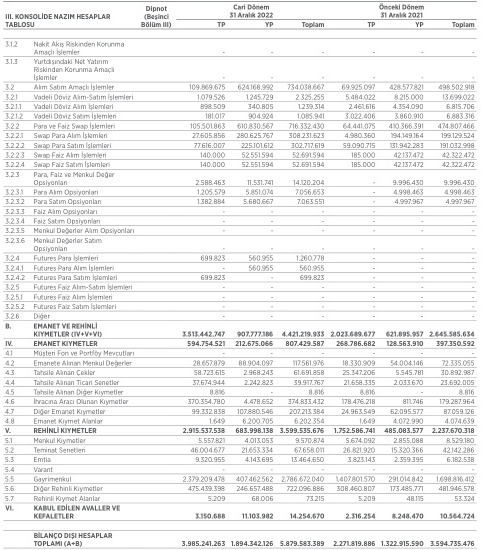 III. KONSOLİDE NAZIM HESAPLAR TABLOSU Dipnot (Beşinci Bölüm III) Cari Dönem 31 Aralık 2022 Önceki Dönem 31 Aralık 2021
TP YP Toplam TP YP Toplam
3.1.2 Nakit Akış Riskinden Korunma Amaçlı İşlemler - - - - - -
3.1.3 Yurtdışındaki Net Yatırım Riskinden Korunma Amaçlı İşlemler - - - - - -
3.2 Alım Satım Amaçlı İşlemler 109.869.675 624.168.992 734.038.667 69.925.097 428.577.821 498.502.918
3.2.1 Vadeli Döviz Alım-Satım İşlemleri 1.079.526 1.245.729 2.325.255 5.484.022 8.215.000 13.699.022
3.2.1.1 Vadeli Döviz Alım İşlemleri 898.509 340.805 1.239.314 2.461.616 4.354.090 6.815.706
3.2.1.2 Vadeli Döviz Satım İşlemleri 181.017 904.924 1.085.941 3.022.406 3.860.910 6.883.316
3.2.2 Para ve Faiz Swap İşlemleri 105.501.863 610.830.567 716.332.430 64.441.075 410.366.391 474.807.466
3.2.2.1 Swap Para Alım İşlemleri 27.605.856 280.625.767 308.231.623 4.980.360 194.149.164 199.129.524
3.2.2.2 Swap Para Satım İşlemleri 77.616.007 225.101.612 302.717.619 59.090.715 131.942.283 191.032.998
3.2.2.3 Swap Faiz Alım İşlemleri 140.000 52.551.594 52.691.594 185.000 42.137.472 42.322.472
3.2.2.4 Swap Faiz Satım İşlemleri 140.000 52.551.594 52.691.594 185.000 42.137.472 42.322.472
3.2.3 Para, Faiz ve Menkul Değer Opsiyonları 2.588.463 11.531.741 14.120.204 - 9.996.430 9.996.430
3.2.3.1 Para Alım Opsiyonları 1.205.579 5.851.074 7.056.653 - 4.998.463 4.998.463
3.2.3.2 Para Satım Opsiyonları 1.382.884 5.680.667 7.063.551 - 4.997.967 4.997.967
3.2.3.3 Faiz Alım Opsiyonları - - - - - -
3.2.3.4 Faiz Satım Opsiyonları - - - - - -
3.2.3.5 Menkul Değerler Alım Opsiyonları - - - - - -
3.2.3.6 Menkul Değerler Satım Opsiyonları - - - - - -
3.2.4 Futures Para İşlemleri 699.823 560.955 1.260.778 - - -
3.2.4.1 Futures Para Alım İşlemleri - 560.955 560.955 - - -
3.2.4.2 Futures Para Satım İşlemleri 699.823 - 699.823 - - -
3.2.5 Futures Faiz Alım-Satım İşlemleri - - - - - -
3.2.5.1 Futures Faiz Alım İşlemleri - - - - - -
3.2.5.2 Futures Faiz Satım İşlemleri - - - - - -
3.2.6 Diğer - - - - - -
B. EMANET VE REHİNLİ KIYMETLER (IV+V+VI) 3.513.442.747 907.777.186 4.421.219.933 2.023.689.677 621.895.957 2.645.585.634
IV. EMANET KIYMETLER 594.754.521 212.675.066 807.429.587 268.786.682 128.563.910 397.350.592
4.1 Müşteri Fon ve Portföy Mevcutları - - - - - -
4.2 Emanete Alınan Menkul Değerler 28.657.879 88.904.097 117.561.976 18.330.909 54.004.146 72.335.055
4.3 Tahsile Alınan Çekler 58.723.615 2.968.243 61.691.858 25.347.206 5.545.781 30.892.987
4.4 Tahsile Alınan Ticari Senetler 37.674.944 2.242.823 39.917.767 21.658.335 2.033.670 23.692.005
4.5 Tahsile Alınan Diğer Kıymetler 8.816 - 8.816 8.816 - 8.816
4.6 İhracına Aracı Olunan Kıymetler 370.354.780 4.478.652 374.833.432 178.476.218 811.746 179.287.964
4.7 Diğer Emanet Kıymetler 99.332.838 107.880.546 207.213.384 24.963.549 62.095.577 87.059.126
4.8 Emanet Kıymet Alanlar 1.649 6.200.705 6.202.354 1.649 4.072.990 4.074.639
V. REHİNLİ KIYMETLER 2.915.537.538 683.998.138 3.599.535.676 1.752.586.741 485.083.577 2.237.670.318
5.1 Menkul Kıymetler 5.557.821 4.013.053 9.570.874 5.674.092 2.855.088 8.529.180
5.2 Teminat Senetleri 46.004.677 21.653.334 67.658.011 26.821.920 15.320.366 42.142.286
5.3 Emtia 9.320.955 4.143.695 13.464.650 3.823.143 2.359.395 6.182.538
5.4 Varant - - - - - -
5.5 Gayrimenkul 2.379.209.478 407.462.562 2.786.672.040 1.407.801.570 291.014.842 1.698.816.412
5.6 Diğer Rehinli Kıymetler 475.439.398 246.657.488 722.096.886 308.460.807 173.485.771 481.946.578
5.7 Rehinli Kıymet Alanlar 5.209 68.006 73.215 5.209 48.115 53.324
VI. KABUL EDİLEN AVALLER VE KEFALETLER 3.150.688 11.103.982 14.254.670 2.316.254 8.248.470 10.564.724
BİLANÇO DIŞI HESAPLAR TOPLAMI (A+B) 3.985.241.263 1.894.342.126 5.879.583.389 2.271.819.886 1.322.915.590 3.594.735.476